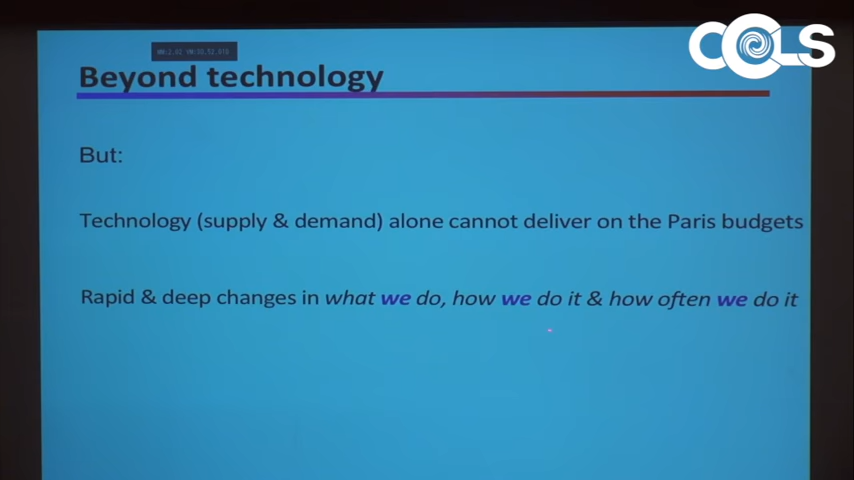 COLS
Beyond technology
But:
Technology (supply & demand) alone cannot deliver on the Paris budgets
Rapid & deep changes in what we do, how we do it & how often we do it